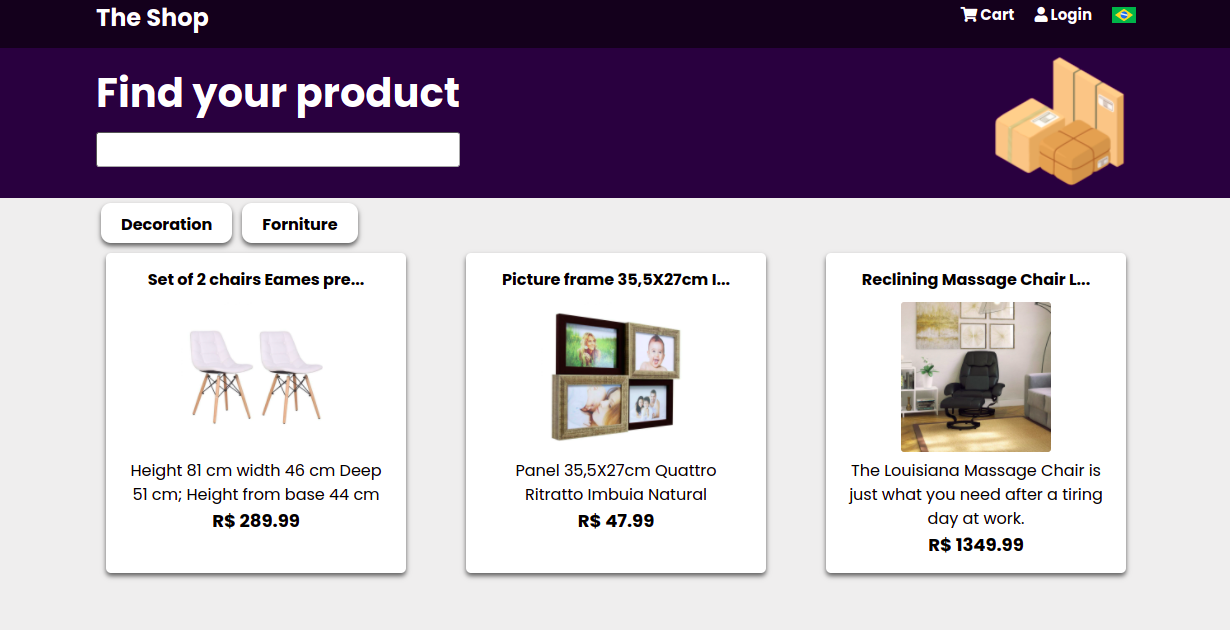 The Shop
Cart
Login
Find your product
Decoration
Forniture
Set of 2 chairs Eames pre...
Height 81 cm width 46 cm Deep
51 cm; Height from base 44 cm
R$ 289.99
Picture frame 35,5X27cm I...
Panel 35,5X27cm Quattro
Ritratto Imbuia Natural
R$ 47.99
Reclining Massage Chair L...
The Louisiana Massage Chair is
just what you need after a tiring
day at work.
R$ 1349.99